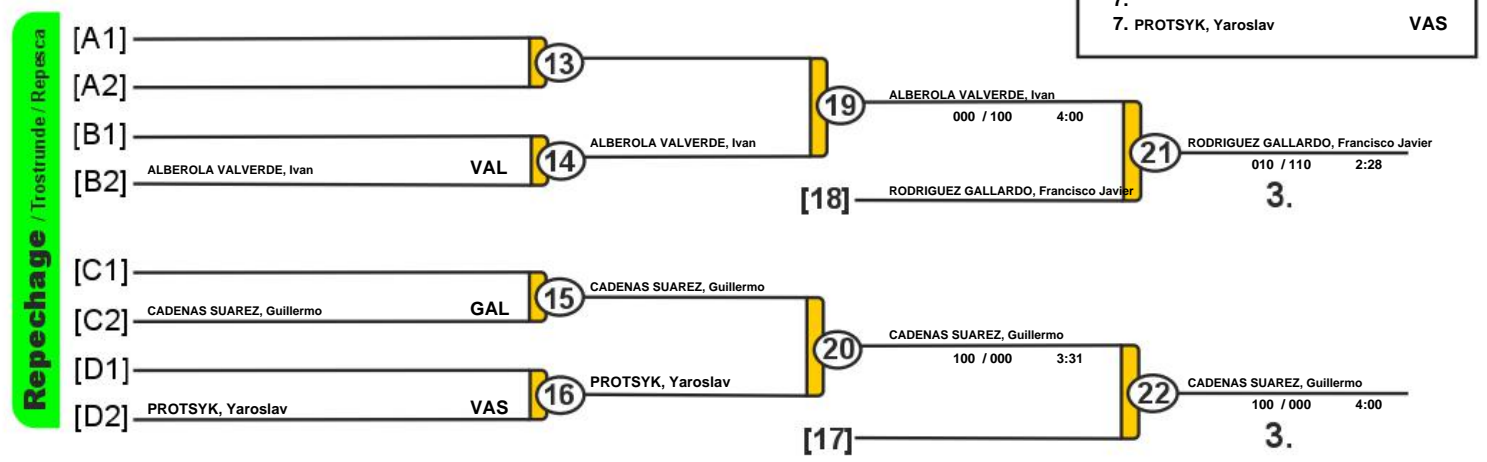 7.
7. PROTSYK, Yaroslav VAS
Repechage / Trostrunde / Repesca
[A1]
13
[A2]
19
ALBEROLA VALVERDE, Ivan
000 / 100 4:00
[B1]
ALBEROLA VALVERDE, Ivan
14
[B2] ALBEROLA VALVERDE, Ivan VAL
21
RODRIGUEZ GALLARDO, Francisco Javier
010 / 110 2:28
3.
[18] RODRIGUEZ GALLARDO, Francisco Javier
[C1]
15
CADENAS SUAREZ, Guillermo
[C2] CADENAS SUAREZ, Guillermo GAL
20
CADENAS SUAREZ, Guillermo
100 / 000 3:31
[D1]
16
PROTSYK, Yaroslav
[D2] PROTSYK, Yaroslav VAS
22
CADENAS SUAREZ, Guillermo
100 / 000 4:00
3.
[17]